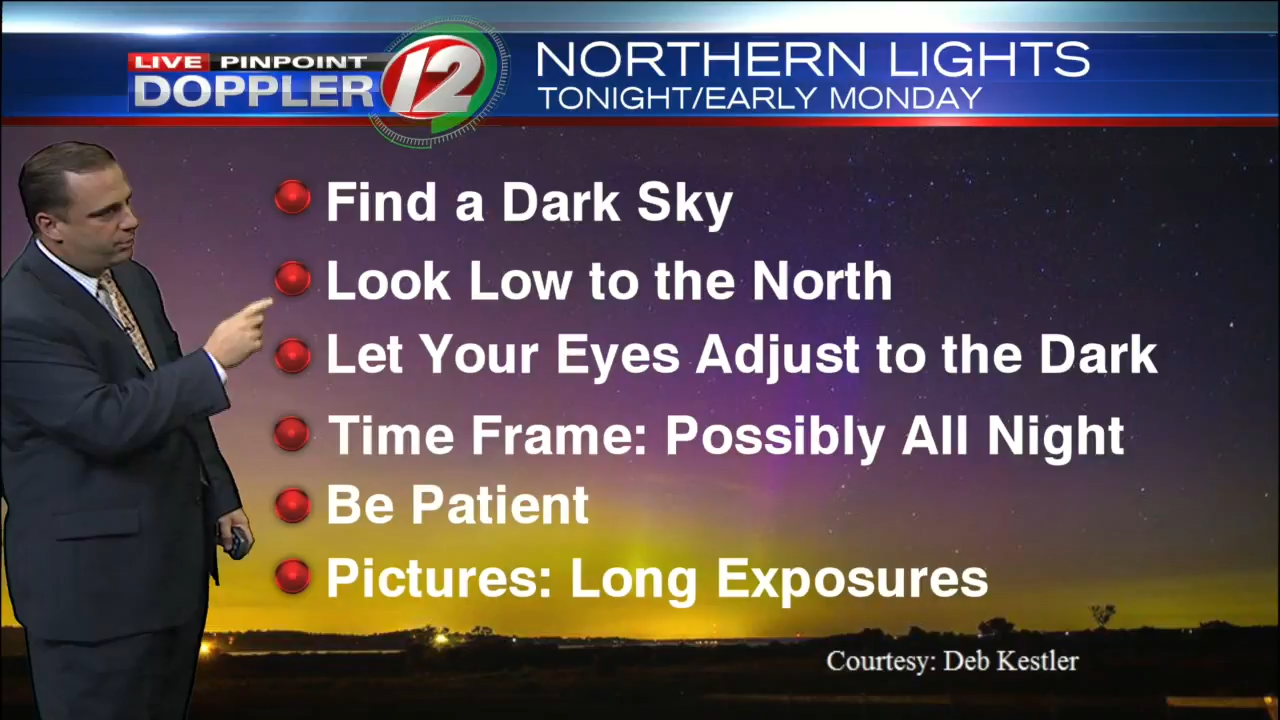 LIVE PINPOINT
DOPPLER 12
NORTHERN LIGHTS
TONIGHT/EARLY MONDAY
Find a Dark Sky
Look Low to the North
Let Your Eyes Adjust to the Dark
Time Frame: Possibly All Night
Be Patient
Pictures: Long Exposures
Courtesy: Deb Kestler